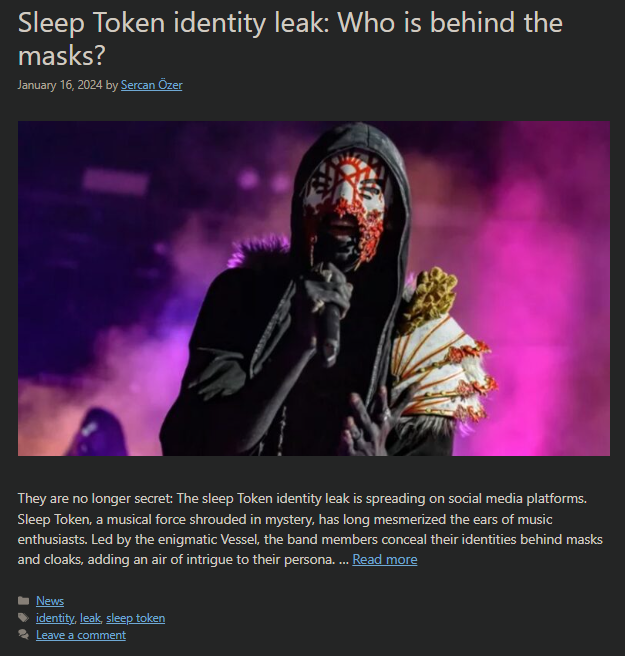 Sleep Token identity leak: Who is behind the
masks?
January 16, 2024 by Sercan Özer
They are no longer secret: The sleep Token identity leak is spreading on social media platforms.
Sleep Token, a musical force shrouded in mystery, has long mesmerized the ears of music
enthusiasts. Led by the enigmatic Vessel, the band members conceal their identities behind masks
and cloaks, adding an air of intrigue to their persona. ... Read more
News
identity, leak, sleep token
Leave a comment